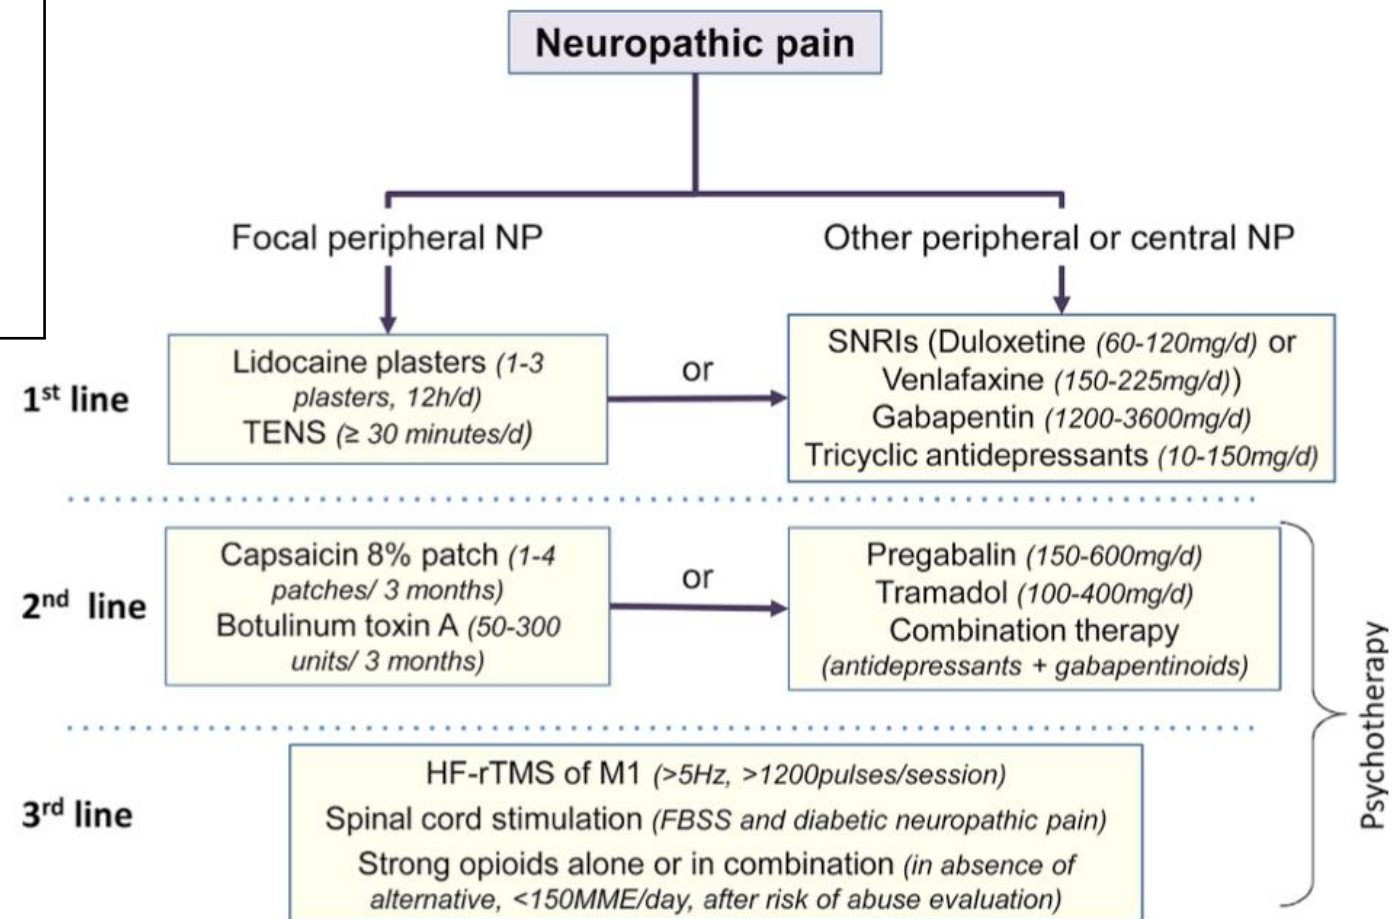 Neuropathic pain
Focal peripheral NP
Other peripheral or central NP
1st line
Lidocaine plasters (1-3
plasters, 12h/d)
TENS (≥ 30 minutes/d)
or
SNRIs (Duloxetine (60-120mg/d) or
Venlafaxine (150-225mg/d))
Gabapentin (1200-3600mg/d)
Tricyclic antidepressants (10-150mg/d)
2nd line
Capsaicin 8% patch (1-4
patches/ 3 months)
Botulinum toxin A (50-300
units/ 3 months)
or
Pregabalin (150-600mg/d)
Tramadol (100-400mg/d)
Combination therapy
(antidepressants + gabapentinoids)
3rd line
HF-rTMS of M1 (>5Hz, >1200pulses/session)
Spinal cord stimulation (FBSS and diabetic neuropathic pain)
Strong opioids alone or in combination (in absence of
alternative, <150MME/day, after risk of abuse evaluation)
Psychotherapy